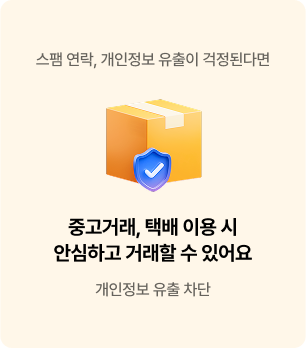 스팸 연락, 개인정보 유출이 걱정된다면
중고거래, 택배 이용 시
안심하고 거래할 수 있어요
개인정보 유출 차단